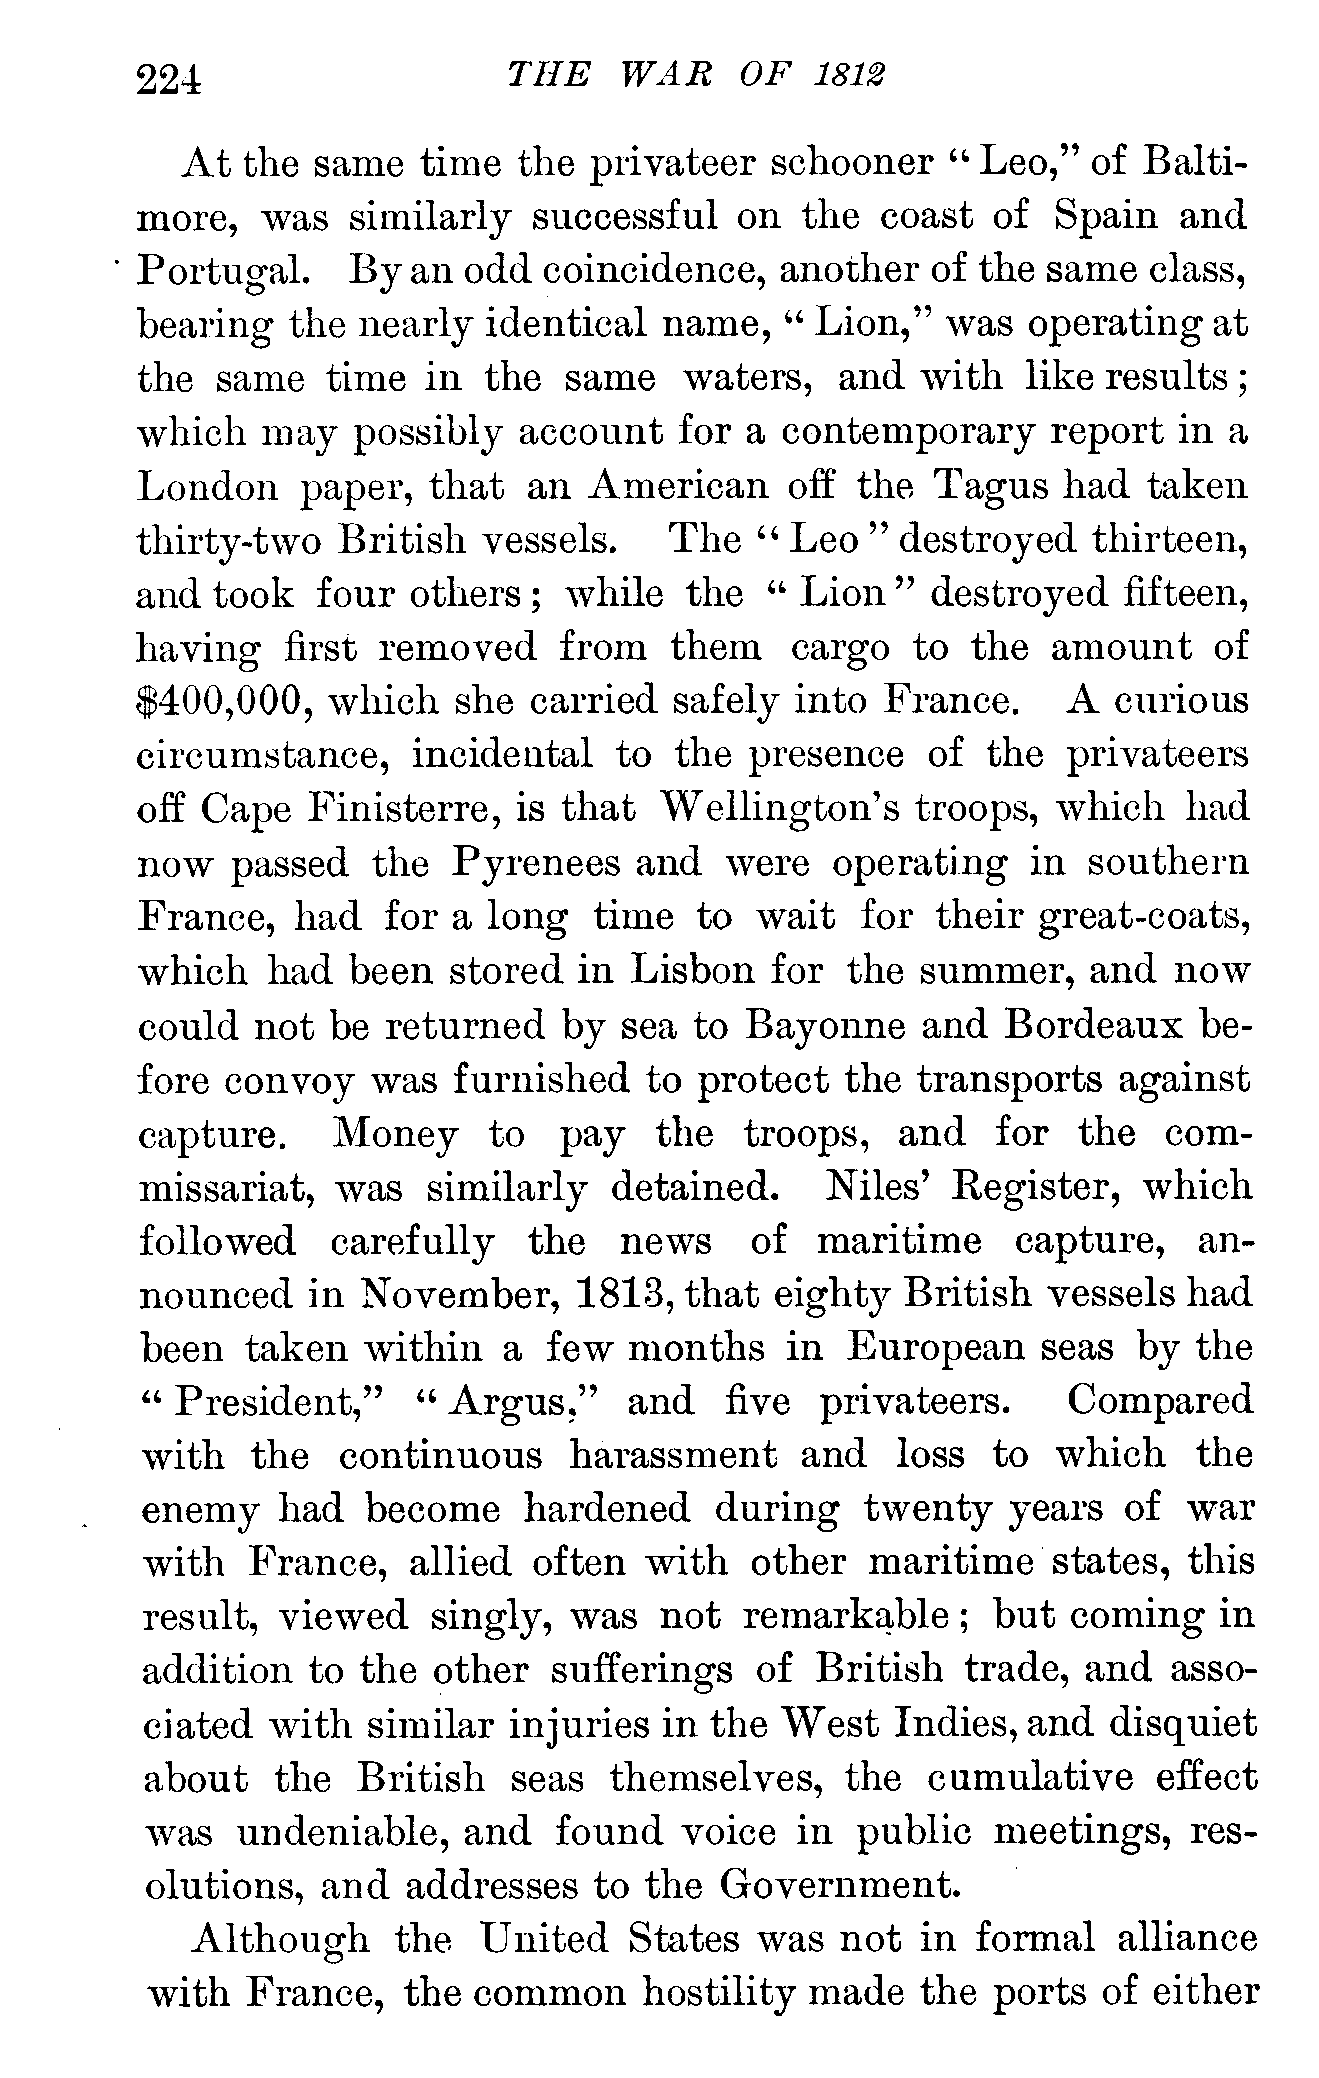 224 THE WAR OF 1812
At the same time the privateer schooner “ Leo,” of Balti-
more, was similarly successful on the coast of Spain and
Portugal. By an odd coincidence, another of the same class,
bearing the nearly identical name, “ Lion,” was operating at
the same time in the same waters, and with like results ;
which may possibly account for a contemporary report in a
London paper, that an American off the Tagus had taken
thirty-two British vessels. The “ Leo ” destroyed thirteen,
and took four others ; while the “ Lion ” destroyed fifteen,
having first removed from them cargo to the amount of
$400,000, which she carried safely into France. A curious
circumstance, incidental to the presence of the privateers
off Cape Finisterre, is that Wellington’s troops, which had
now passed the Pyrenees and were operating in southern
France, had for a long time to wait for their great-coats,
which had been stored in Lisbon for the summer, and now
could not be returned by sea to Bayonne and Bordeaux be-
fore convoy was furnished to protect the transports against
capture. Money to pay the troops, and for the com-
missariat, was similarly detained. Niles’ Register, which
followed carefully the news of maritime capture, an-
nounced in November, 1813, that eighty British vessels had
been taken within a few months in European seas by the
“ President,” “ Argus,” and five privateers. Compared
with the continuous harassment and loss to which the
enemy had become hardened during twenty years of war
with France, allied often with other maritime states, this
result, viewed singly, was not remarkable ; but coming in
addition to the other sufferings of British trade, and asso-
ciated with similar injuries in the West Indies, and disquiet
about the British seas themselves, the cumulative effect
was undeniable, and found voice in public meetings, res-
olutions, and addresses to the Government.
Although the United States was not in formal alliance
with France, the common hostility made the ports of either